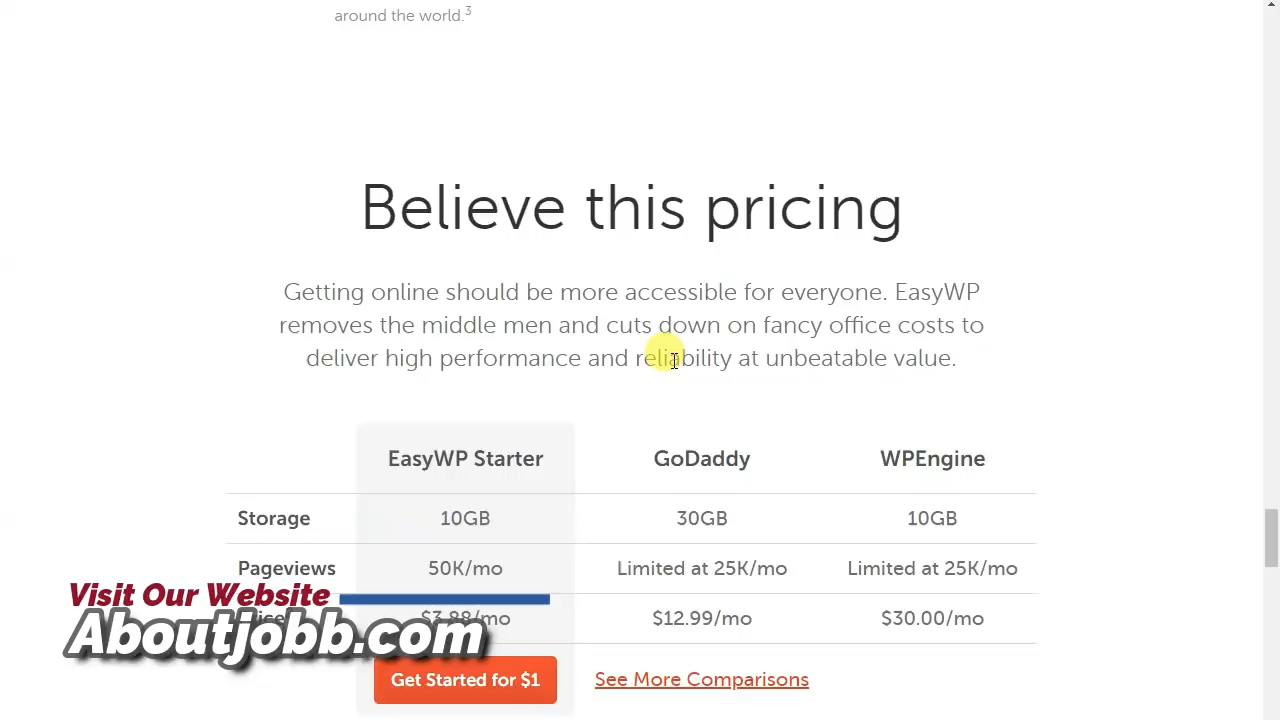 around the world.3
Believe this pricing
Getting online should be more accessible for everyone. EasyWP
removes the middle men and cuts down on fancy office costs to
deliver high performance and reliability at unbeatable value.
EasyWP Starter GoDaddy WPEngine
Storage 10GB 30GB 10GB
Pageviews 50K/mo Limited at 25K/mo Limited at 25K/mo
Visit Our Website
$3.88/mo $12.99/mo $30.00/mo
Aboutjobb.com
Get Started for $1 See More Comparisons